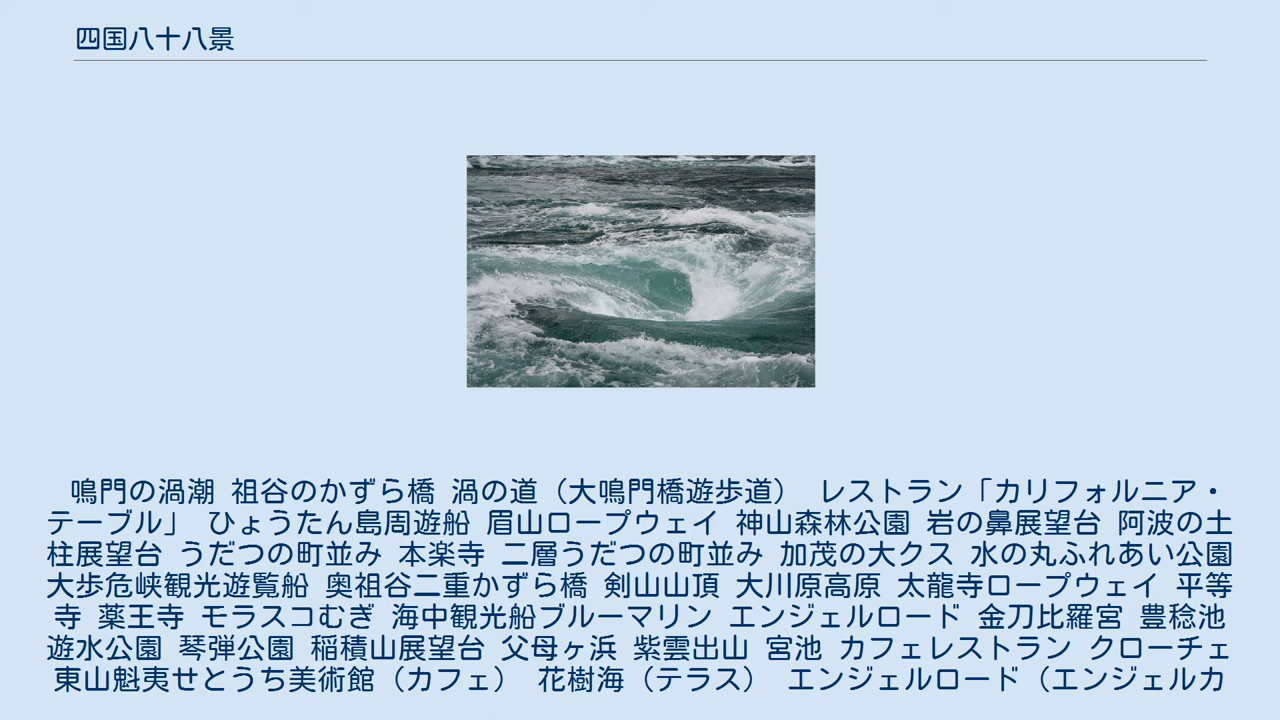 四国八十八景
鳴門の渦潮 祖谷のかずら橋 渦の道（大鳴門橋遊歩道） レストラン「カリフォルニア・
テーブル」 ひょうたん島周遊船 眉山ロープウェイ 神山森林公園 岩の鼻展望台 阿波の土
柱展望台 うだつの町並み 本楽寺 二層うだつの町並み 加茂の大クス 水の丸ふれあい公園
大歩危峡観光遊覧船 奥祖谷二重かずら橋 剣山山頂 大川原高原 太龍寺ロープウェイ 平等
寺 薬王寺 モラスコむぎ 海中観光船ブルーマリン エンジェルロード 金刀比羅宮 豊稔池
遊水公園 琴弾公園 稲積山展望台 父母ヶ浜 紫雲出山 宮池 カフェレストラン クローチェ
東山魁夷せとうち美術館（カフェ） 花樹海（テラス） エンジェルロード（エンジェルカ